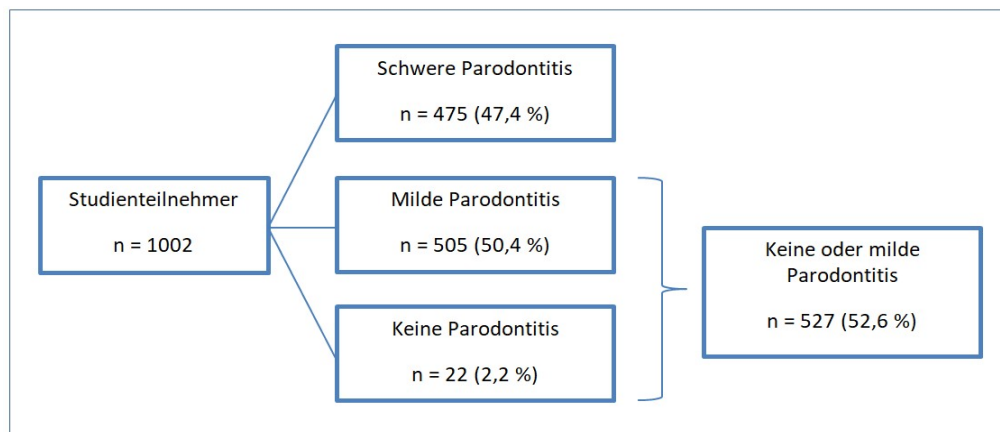 Studienteilnehmer
n = 1002
Schwere Parodontitis
n = 475 (47,4 %)
Milde Parodontitis
n = 505 (50,4 %)
Keine Parodontitis
n = 22 (2,2 %)
Keine oder milde
Parodontitis
n = 527 (52,6 %)